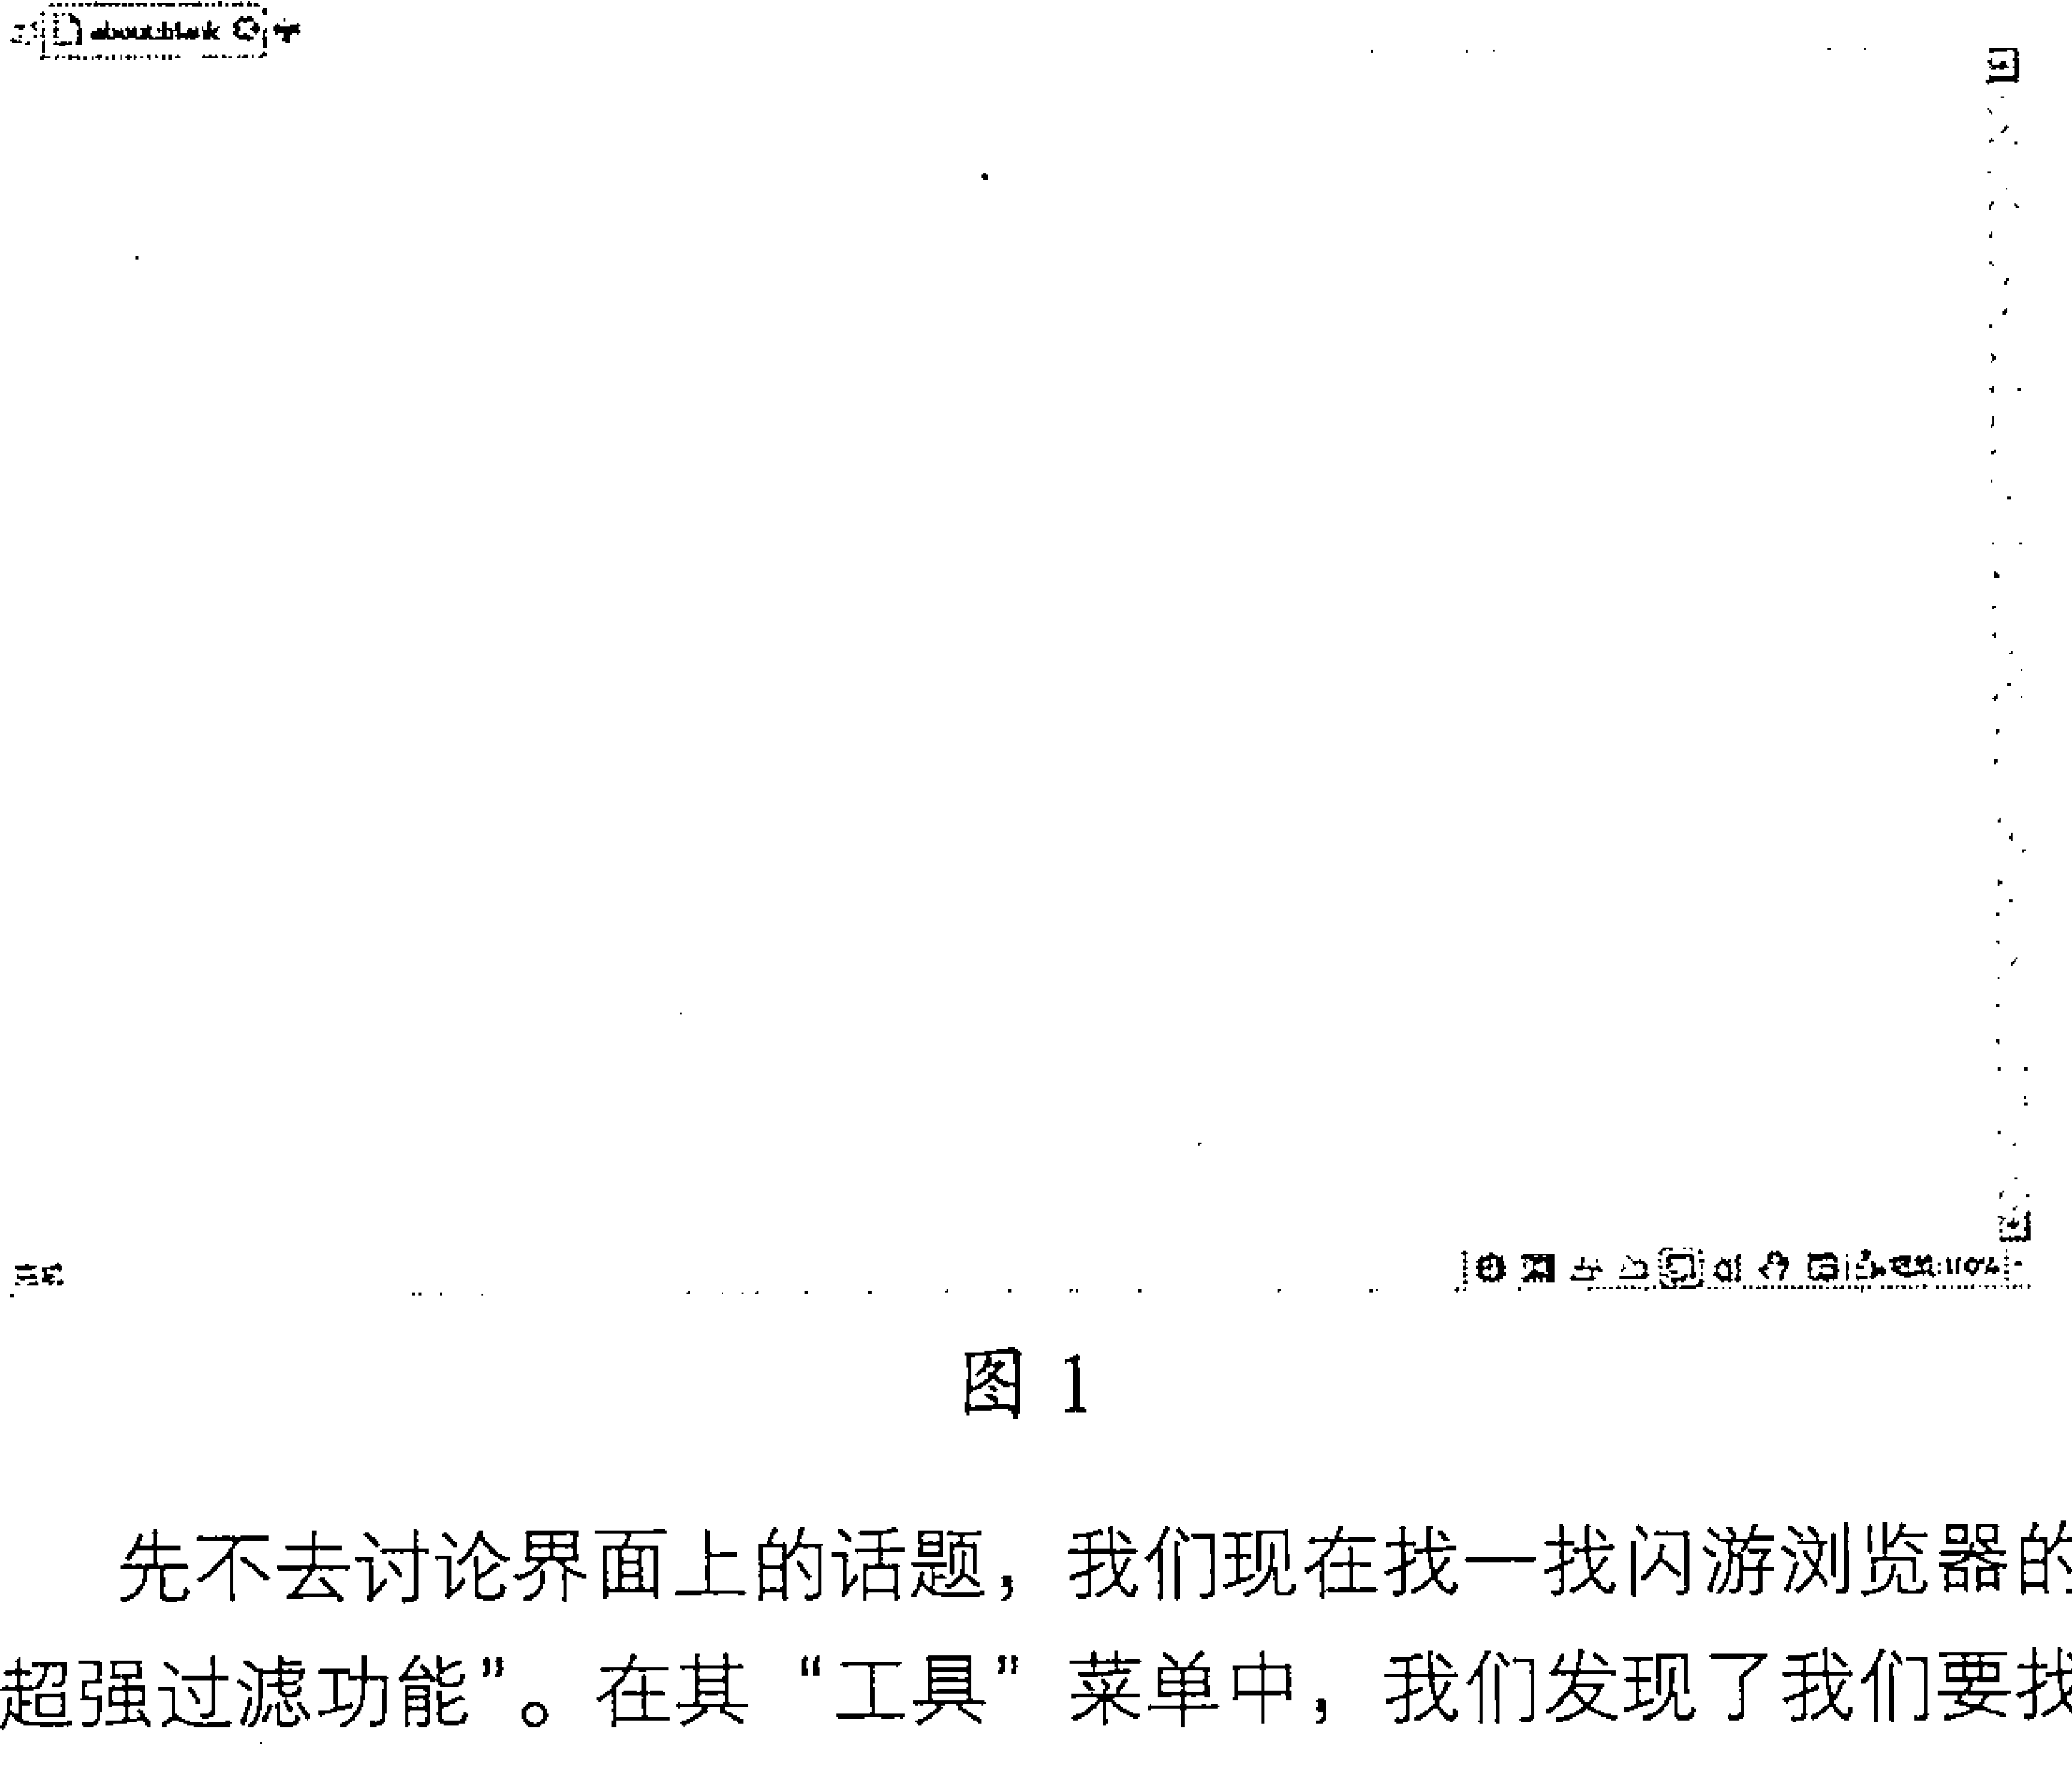 about:blank
图 1
先不去讨论界面上的话题，我们现在找一找闪游浏览器的
超强过滤功能”。在其“工具”菜单中，我们发现了我们要找